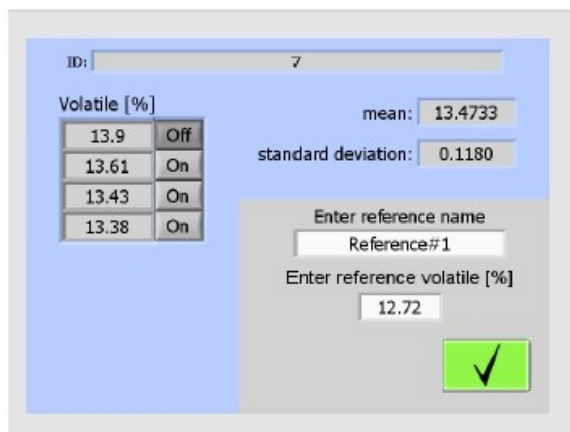 ID: 7
Volatile [%]
13.9 Off
13.61 On
13.43 On
13.38 On
mean: 13.4733
standard deviation: 0.1180
Enter reference name
Reference#1
Enter reference volatile [%]
12.72